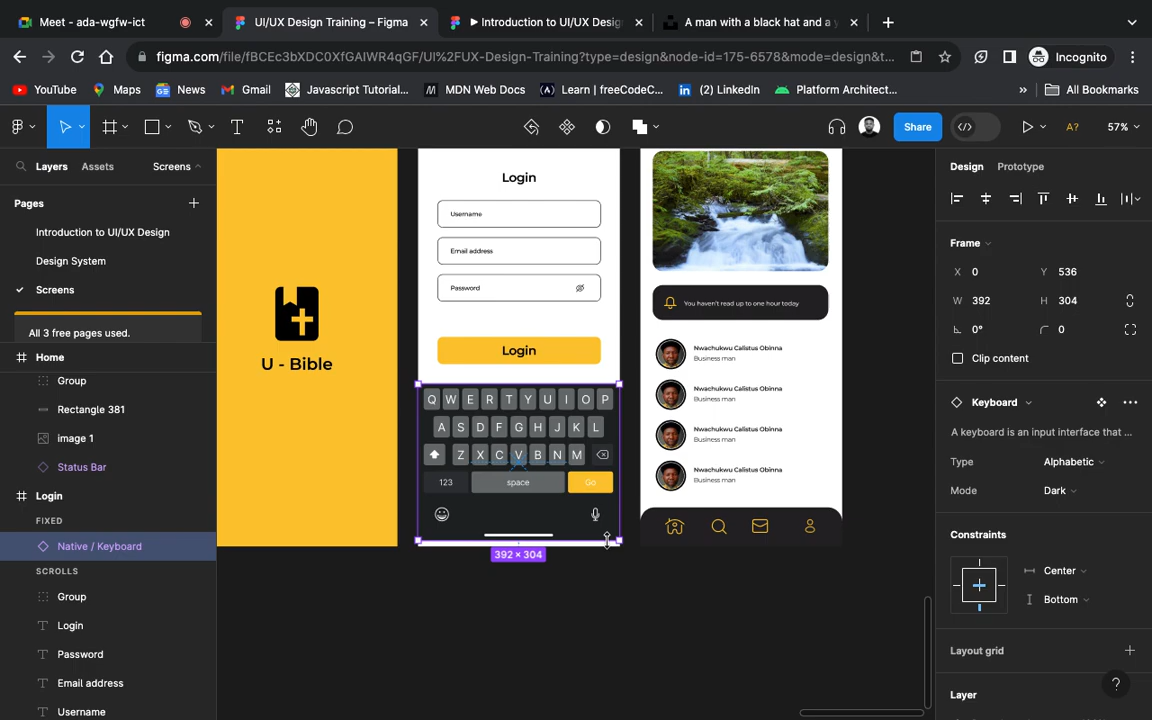 Meet - ada-wgfw-ict
UI/UX Design Training – Figma
Introduction to UI/UX Desig
A man with a black hat and a y
figma.com/file/fBCEc3bXDC0XfGAlWR4qGF/UI%2FUX-Design-Training?type=design&node-id=175-6578&mode=design&t...
Incognito
YouTube
Maps
News
Gmail
Javascript Tutorial...
MDN Web Docs
Learn | freeCodeC...
(2) LinkedIn
Platform Architect...
»
All Bookmarks
Share
A?
57%
Layers
Assets
Screens
Pages
Introduction to UI/UX Design
Design System
Screens
All 3 free pages used.
Home
Group
Rectangle 381
image 1
Status Bar
Login
FIXED
Native / Keyboard
SCROLLS
Group
Login
Password
Email address
Username
U - Bible
Login
Username
Email address
Password
Login
Q W E R T Y U I O P
A S D F G H J K L
Z X C V B N M
123 space Go
392 × 304
You haven't read up to one hour today
Nwachukwu Calistus Obinna
Business man
Nwachukwu Calistus Obinna
Business man
Nwachukwu Calistus Obinna
Business man
Nwachukwu Calistus Obinna
Business man
Design
Prototype
Frame
X 0 Y 536
W 392 H 304
0° 0
Clip content
Keyboard
A keyboard is an input interface that ...
Type Alphabetic
Mode Dark
Constraints
Center
Bottom
Layout grid
Layer
?